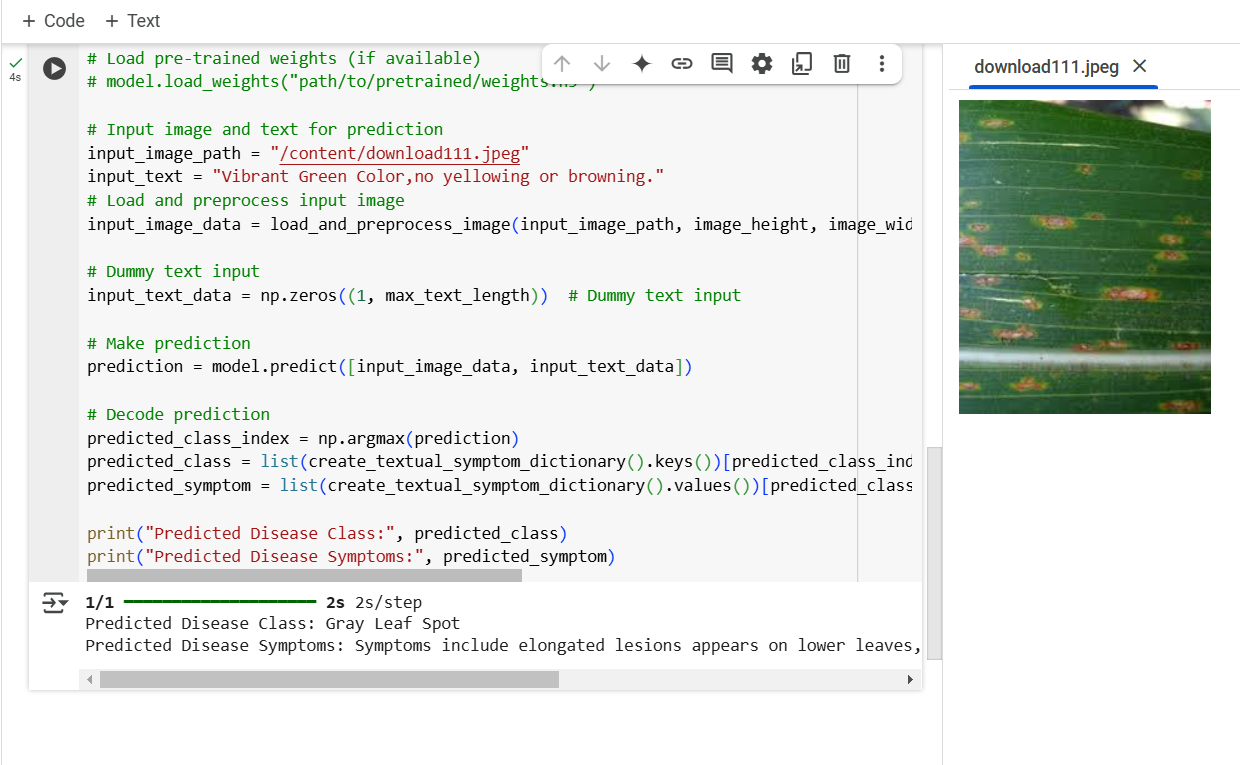 + Code + Text
4s
# Load pre-trained weights (if available)
# model.load_weights("path/to/pretrained/weights.h5")
# Input image and text for prediction
input_image_path = "/content/download111.jpeg"
input_text = "Vibrant Green Color,no yellowing or browning."
# Load and preprocess input image
input_image_data = load_and_preprocess_image(input_image_path, image_height, image_wid
# Dummy text input
input_text_data = np.zeros((1, max_text_length))  # Dummy text input
# Make prediction
prediction = model.predict([input_image_data, input_text_data])
# Decode prediction
predicted_class_index = np.argmax(prediction)
predicted_class = list(create_textual_symptom_dictionary().keys())[predicted_class_ind
predicted_symptom = list(create_textual_symptom_dictionary().values())[predicted_class
print("Predicted Disease Class:", predicted_class)
print("Predicted Disease Symptoms:", predicted_symptom)
1/1 2s 2s/step
Predicted Disease Class: Gray Leaf Spot
Predicted Disease Symptoms: Symptoms include elongated lesions appears on lower leaves,
download111.jpeg